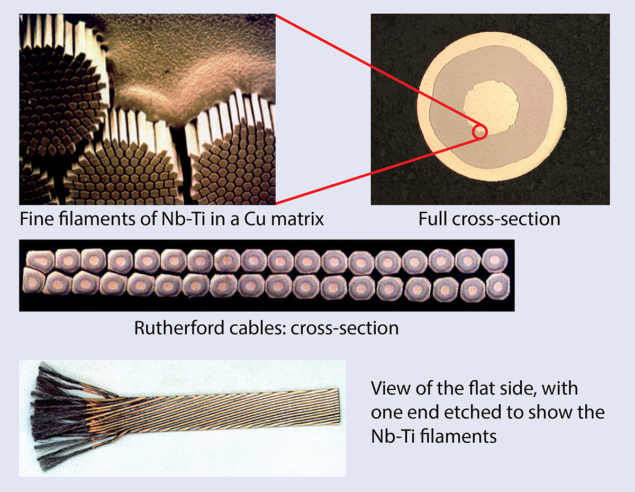 Fine filaments of Nb-Ti in a Cu matrix
Full cross-section
Rutherford cables: cross-section
View of the flat side, with
one end etched to show the
Nb-Ti filaments